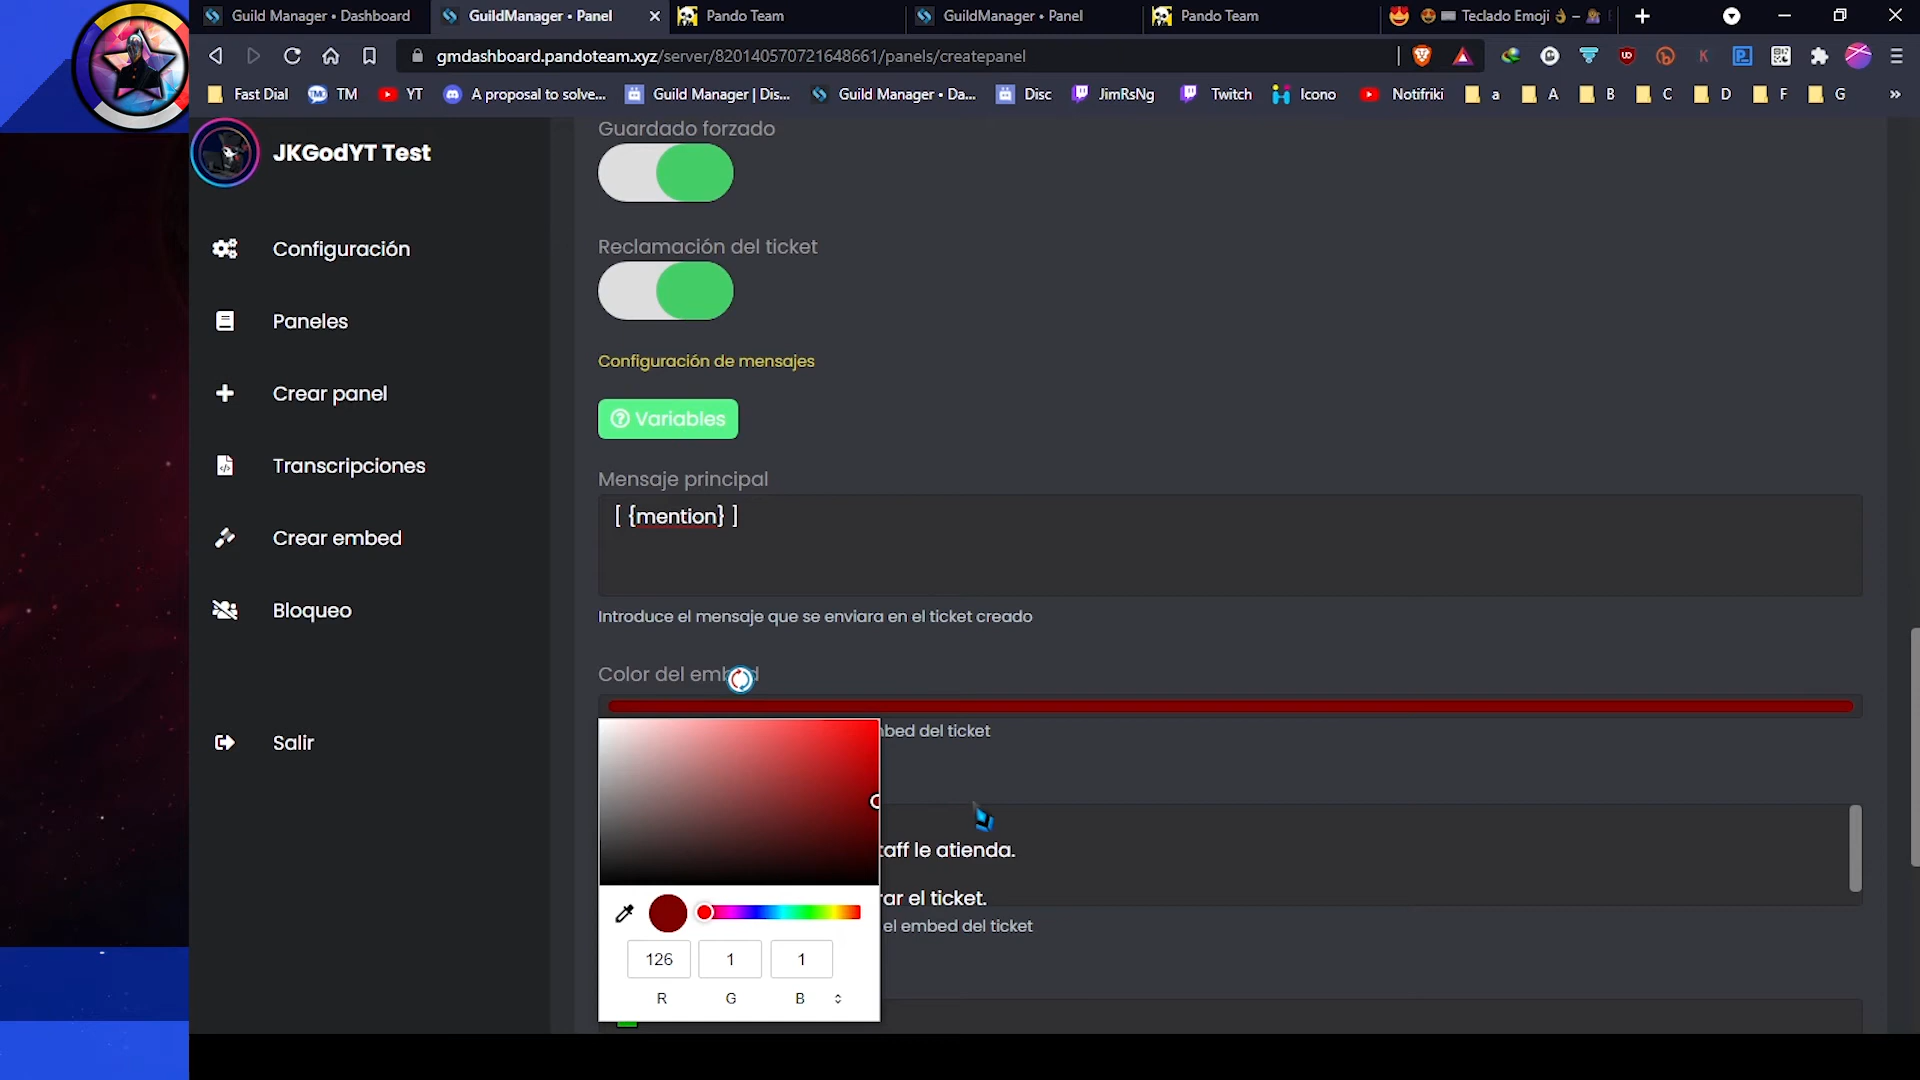 Guild Manager • Dashboard
GuildManager • Panel
Pando Team
GuildManager • Panel
Pando Team
Teclado Emoji
gmdashboard.pandoteam.xyz/server/820140570721648661/panels/createpanel
Fast Dial
TM
YT
A proposal to solve...
Guild Manager | Dis...
Guild Manager • Da...
Disc
JimRsNg
Twitch
Icono
Notifriki
a
A
B
C
D
F
G
»
JKGodYT Test
Configuración
Paneles
Crear panel
Transcripciones
Crear embed
Bloqueo
Salir
Guardado forzado
Reclamación del ticket
Configuración de mensajes
Variables
Mensaje principal
[ {mention} ]
Introduce el mensaje que se enviara en el ticket creado
Color del embed
bed del ticket
taff le atienda.
ar el ticket.
el embed del ticket
126
1
1
R
G
B